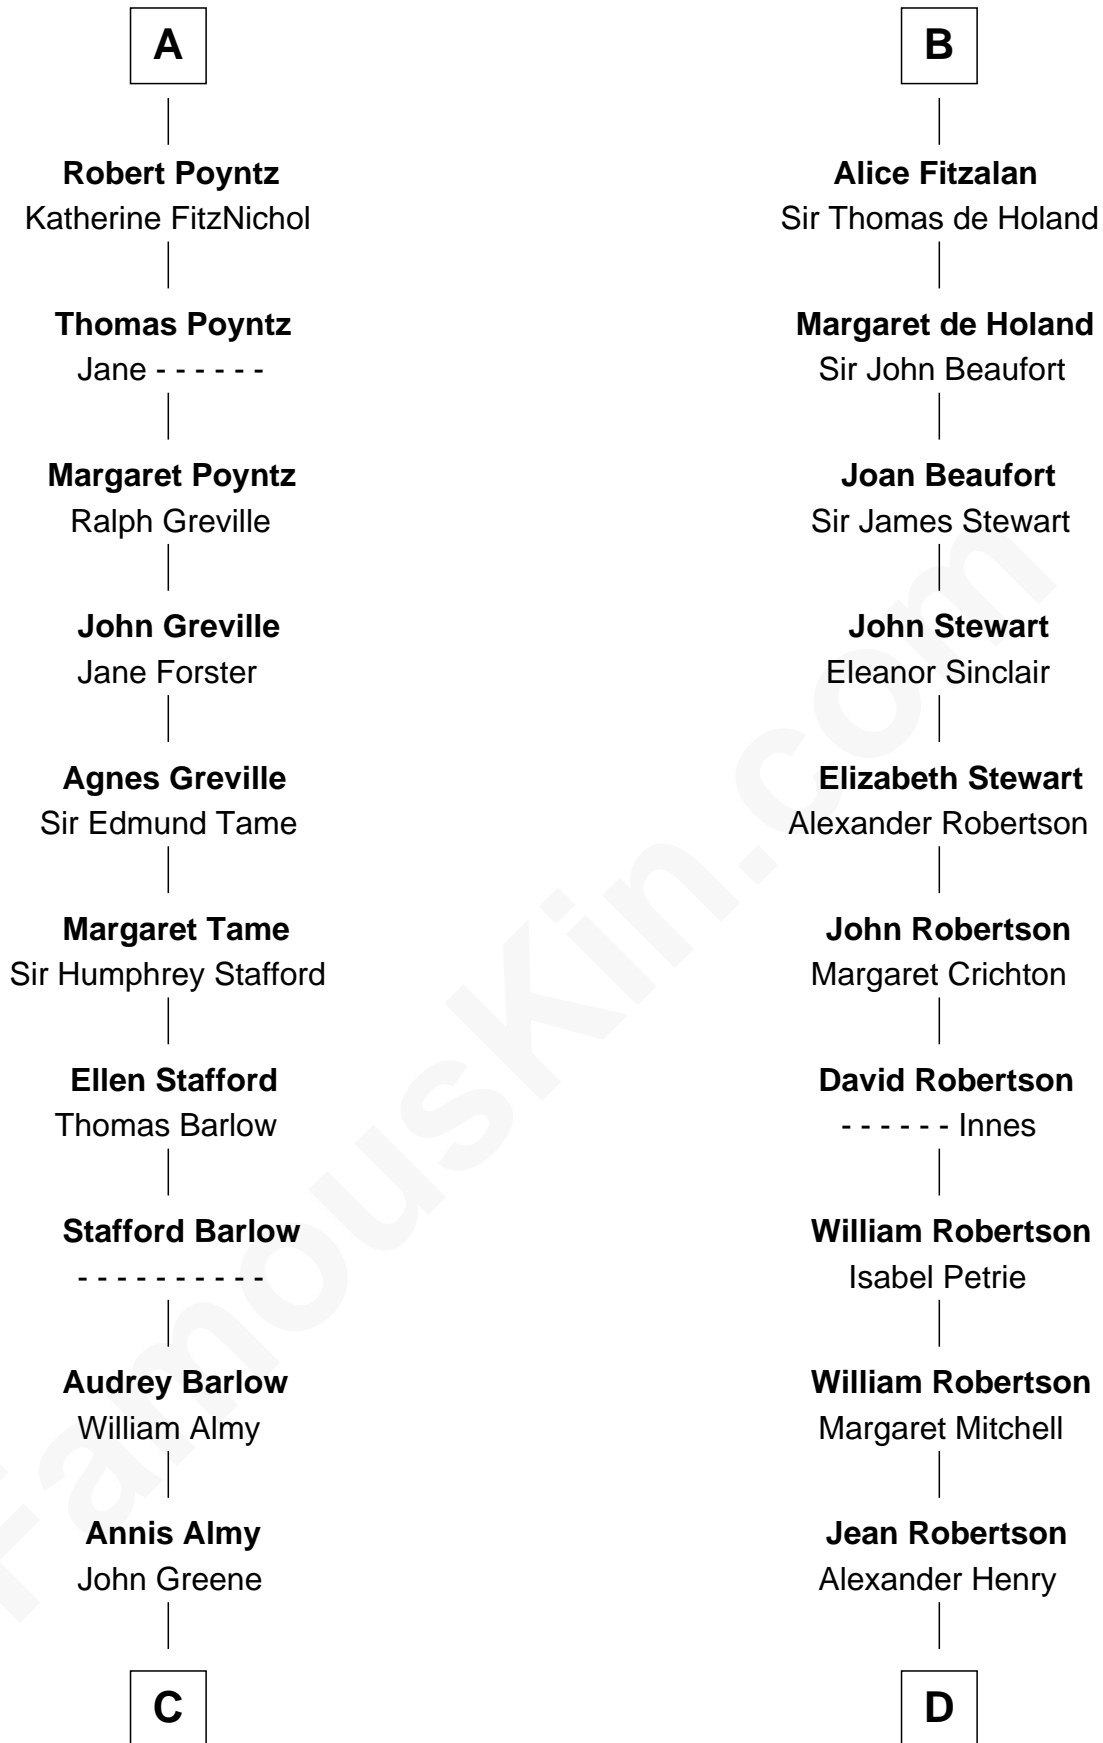 A
Robert Poyntz
Katherine FitzNichol
Thomas Poyntz
Jane - - - - - -
Margaret Poyntz
Ralph Greville
John Greville
Jane Forster
Agnes Greville
Sir Edmund Tame
Margaret Tame
Sir Humphrey Stafford
Ellen Stafford
Thomas Barlow
Stafford Barlow
- - - - - - - - - -
Audrey Barlow
William Almy
Annis Almy
John Greene
C
B
Alice Fitzalan
Sir Thomas de Holand
Margaret de Holand
Sir John Beaufort
Joan Beaufort
Sir James Stewart
John Stewart
Eleanor Sinclair
Elizabeth Stewart
Alexander Robertson
John Robertson
Margaret Crichton
David Robertson
- - - - - - Innes
William Robertson
Isabel Petrie
William Robertson
Margaret Mitchell
Jean Robertson
Alexander Henry
D
FamousKin.com